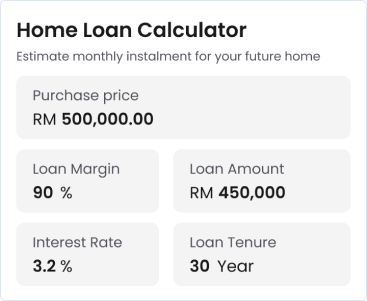 Home Loan Calculator
Estimate monthly instalment for your future home
Purchase price
RM 500,000.00
Loan Margin
90 %
Loan Amount
RM 450,000
Interest Rate
3.2 %
Loan Tenure
30 Year